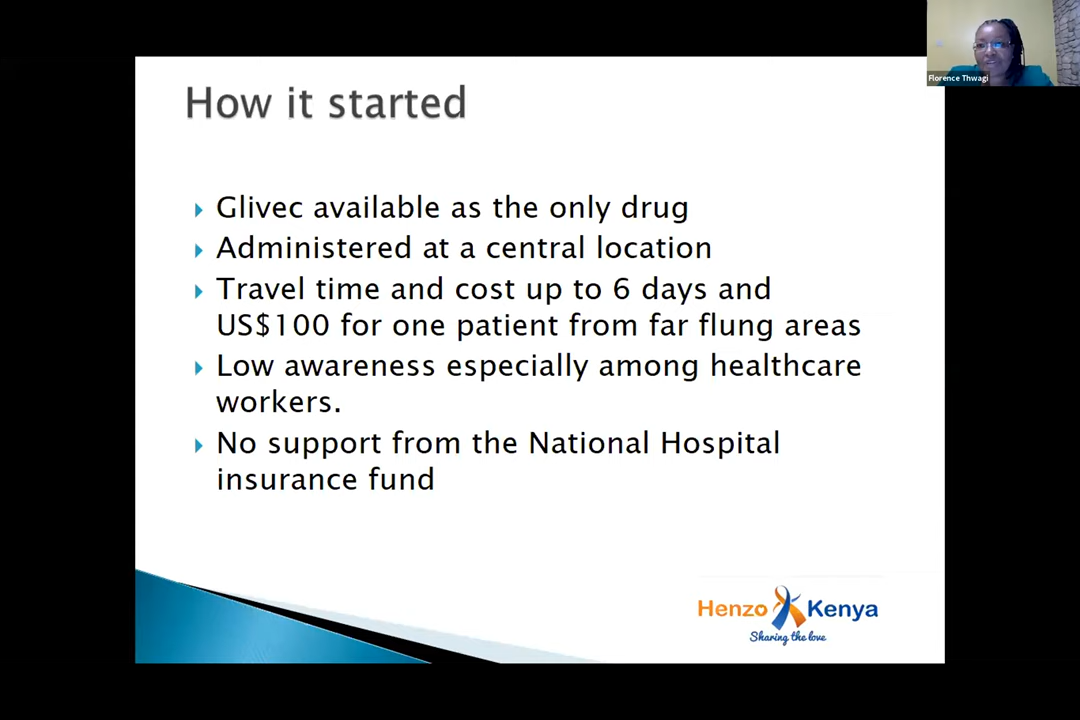 Florence Thwagi
How it started
Glivec available as the only drug
Administered at a central location
Travel time and cost up to 6 days and
US$100 for one patient from far flung areas
Low awareness especially among healthcare
workers.
No support from the National Hospital
insurance fund
Henzo Kenya
Sharing the love